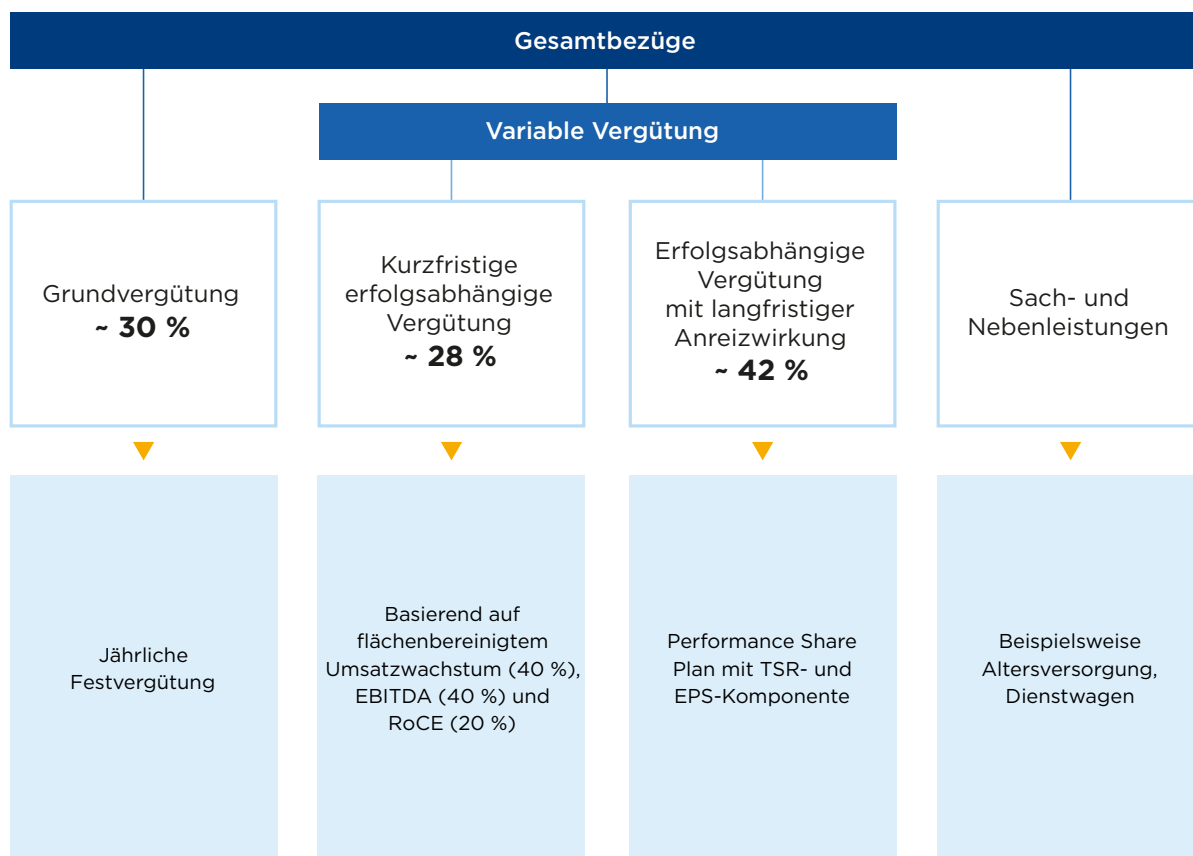 Gesamtbezüge
Variable Vergütung
Grundvergütung
~ 30 %
Kurzfristige
erfolgsabhängige
Vergütung
~ 28 %
Erfolgsabhängige
Vergütung
mit langfristiger
Anreizwirkung
~ 42 %
Sach- und
Nebenleistungen
Jährliche
Festvergütung
Basierend auf
flächenbereinigtem
Umsatzwachstum (40 %),
EBITDA (40 %) und
RoCE (20 %)
Performance Share
Plan mit TSR- und
EPS-Komponente
Beispielsweise
Altersversorgung,
Dienstwagen